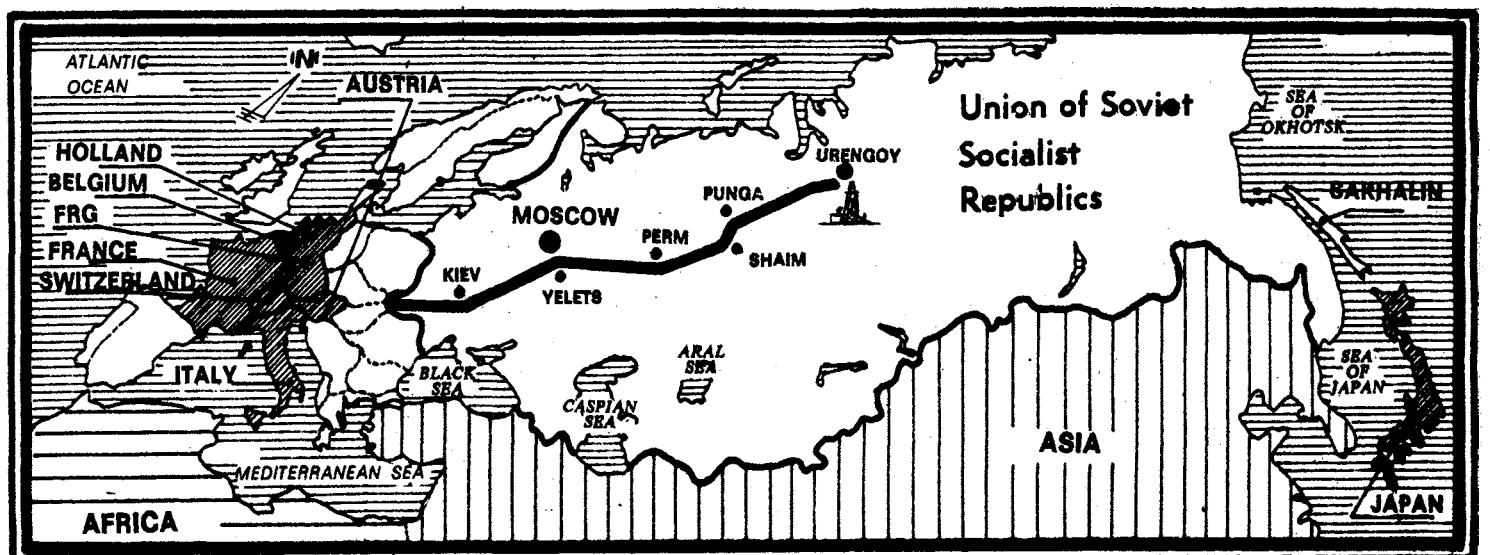 ATLANTIC
OCEAN
N
AUSTRIA
HOLLAND
BELGIUM
FRG
FRANCE
SWITZERLAND
ITALY
AFRICA
MEDITERRANEAN SEA
BLACK
SEA
CASPIAN
SEA
ARAL
SEA
KIEV
MOSCOW
YELETS
PERM
PUNGA
SHAIM
URENGOY
Union of Soviet
Socialist
Republics
ASIA
SEA
OF
OKHOTSK
SAKHALIN
SEA
OF
JAPAN
JAPAN